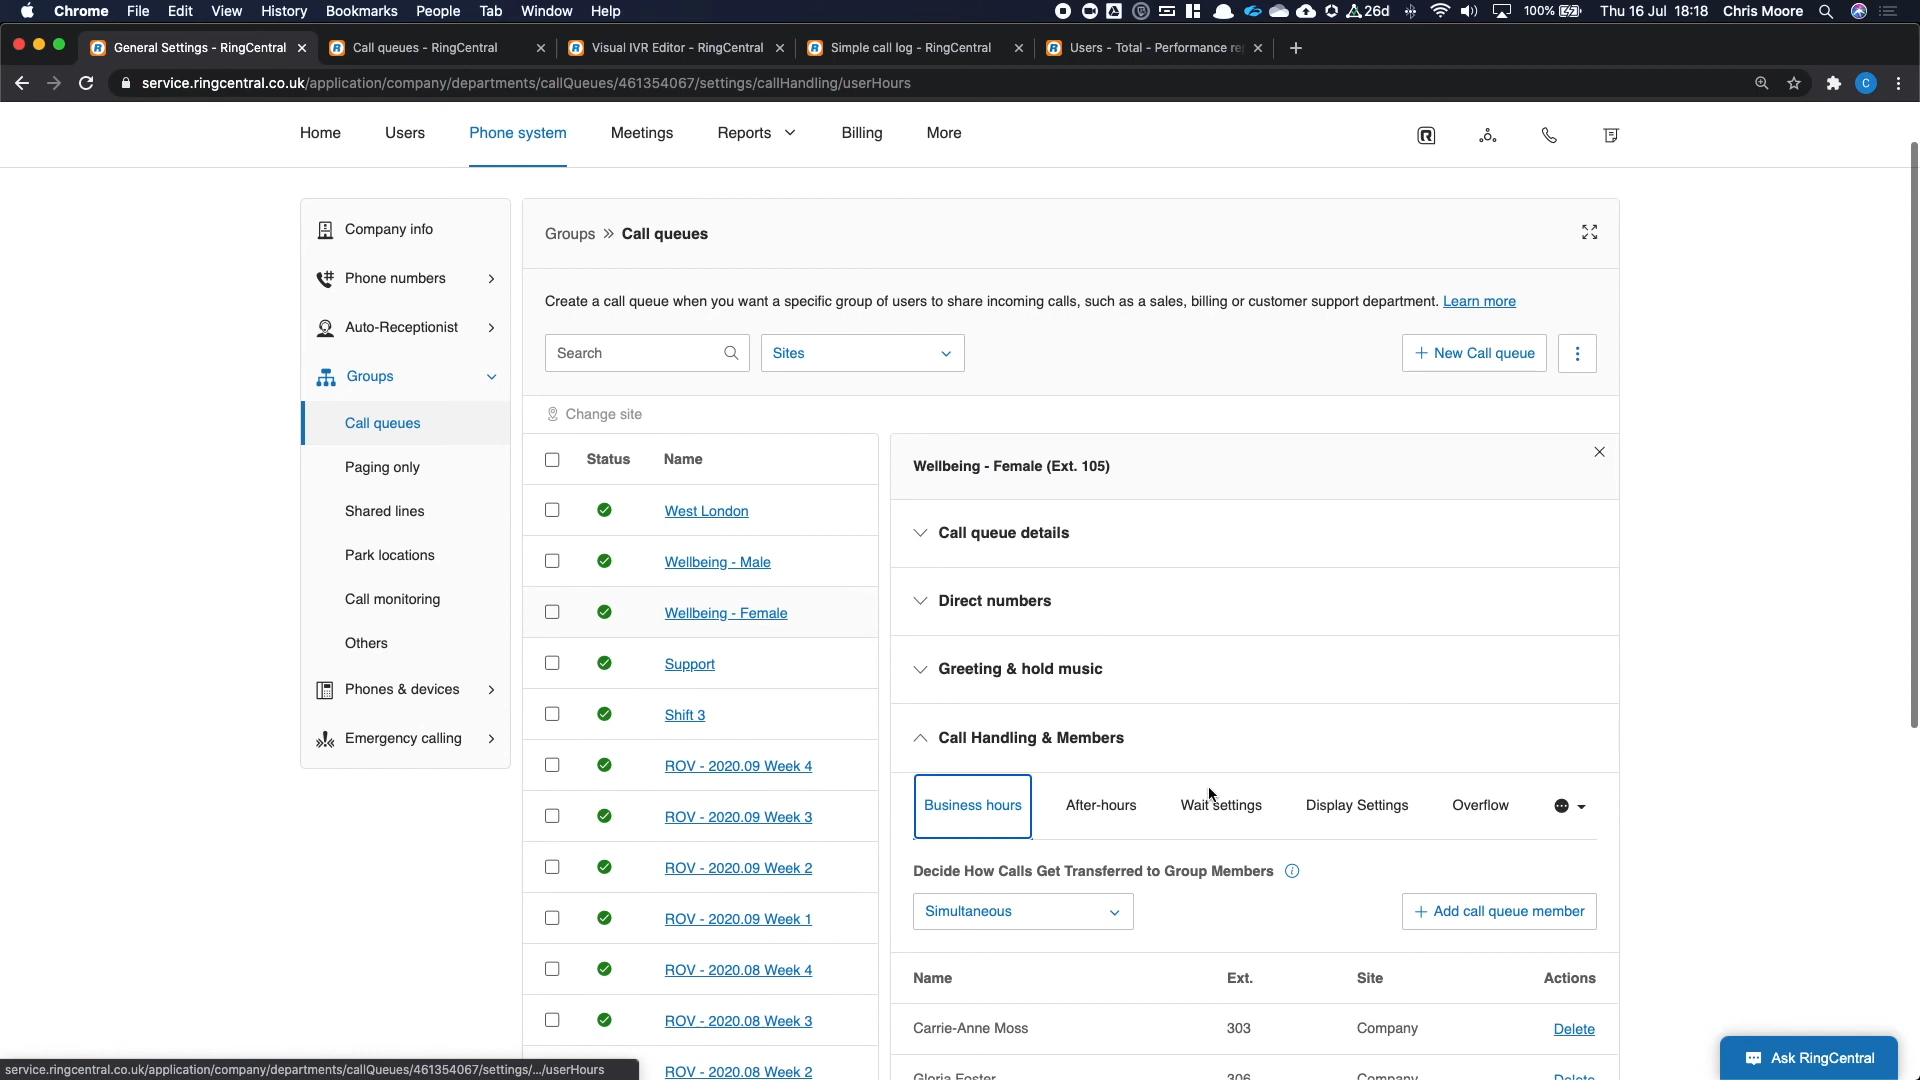 Chrome File Edit View History Bookmarks People Tab Window Help
26d 100% Thu 16 Jul 18:18 Chris Moore
General Settings - RingCentral
Call queues - RingCentral
Visual IVR Editor - RingCentral
Simple call log - RingCentral
Users - Total - Performance re
service.ringcentral.co.uk/application/company/departments/callQueues/461354067/settings/callHandling/userHours
C
Home Users Phone system Meetings Reports Billing More
Company info
Phone numbers
Auto-Receptionist
Groups
Call queues
Paging only
Shared lines
Park locations
Call monitoring
Others
Phones & devices
Emergency calling
Groups » Call queues
Create a call queue when you want a specific group of users to share incoming calls, such as a sales, billing or customer support department. Learn more
Search
Sites
+ New Call queue
Change site
Status Name
West London
Wellbeing - Male
Wellbeing - Female
Support
Shift 3
ROV - 2020.09 Week 4
ROV - 2020.09 Week 3
ROV - 2020.09 Week 2
ROV - 2020.09 Week 1
ROV - 2020.08 Week 4
ROV - 2020.08 Week 3
ROV - 2020.08 Week 2
Wellbeing - Female (Ext. 105)
Call queue details
Direct numbers
Greeting & hold music
Call Handling & Members
Business hours After-hours Wait settings Display Settings Overflow
Decide How Calls Get Transferred to Group Members
Simultaneous
+ Add call queue member
Name Ext. Site Actions
Carrie-Anne Moss 303 Company Delete
Gloria Foster 306 Company Delete
Ask RingCentral
service.ringcentral.co.uk/application/company/departments/callQueues/461354067/settings/.../userHours